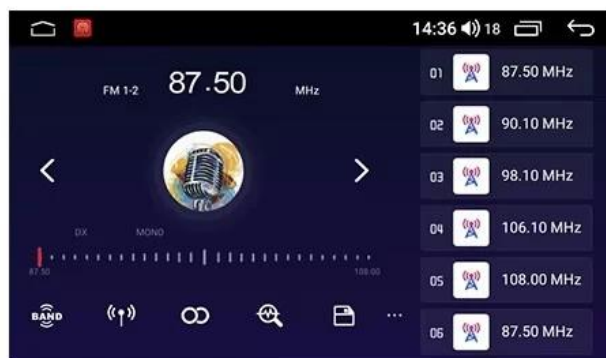 14:36 18
FM 1-2 87.50 MHz
DX MONO
87.50 108.00
BAND
01 87.50 MHz
02 90.10 MHz
03 98.10 MHz
04 106.10 MHz
05 108.00 MHz
06 87.50 MHz